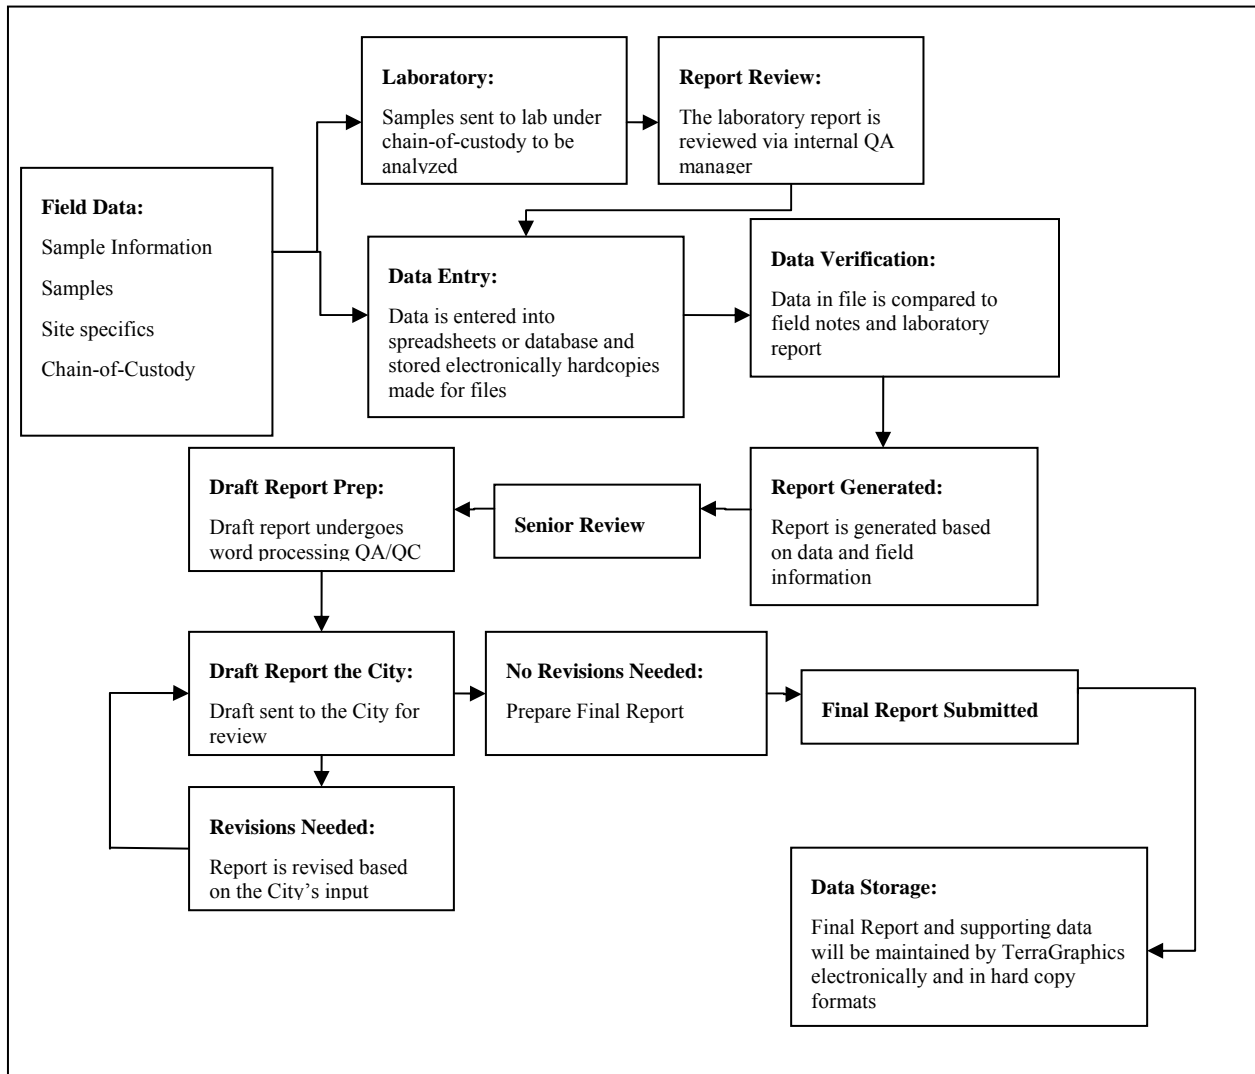 Laboratory:
Samples sent to lab under
chain-of-custody to be
analyzed
Report Review:
The laboratory report is
reviewed via internal QA
manager
Field Data:
Sample Information
Samples
Site specifics
Chain-of-Custody
Data Entry:
Data is entered into
spreadsheets or database and
stored electronically hardcopies
made for files
Data Verification:
Data in file is compared to
field notes and laboratory
report
Draft Report Prep:
Draft report undergoes
word processing QA/QC
Senior Review
Report Generated:
Report is generated based
on data and field
information
Draft Report the City:
Draft sent to the City for
review
No Revisions Needed:
Prepare Final Report
Final Report Submitted
Revisions Needed:
Report is revised based
on the City's input
Data Storage:
Final Report and supporting data
will be maintained by TerraGraphics
electronically and in hard copy
formats